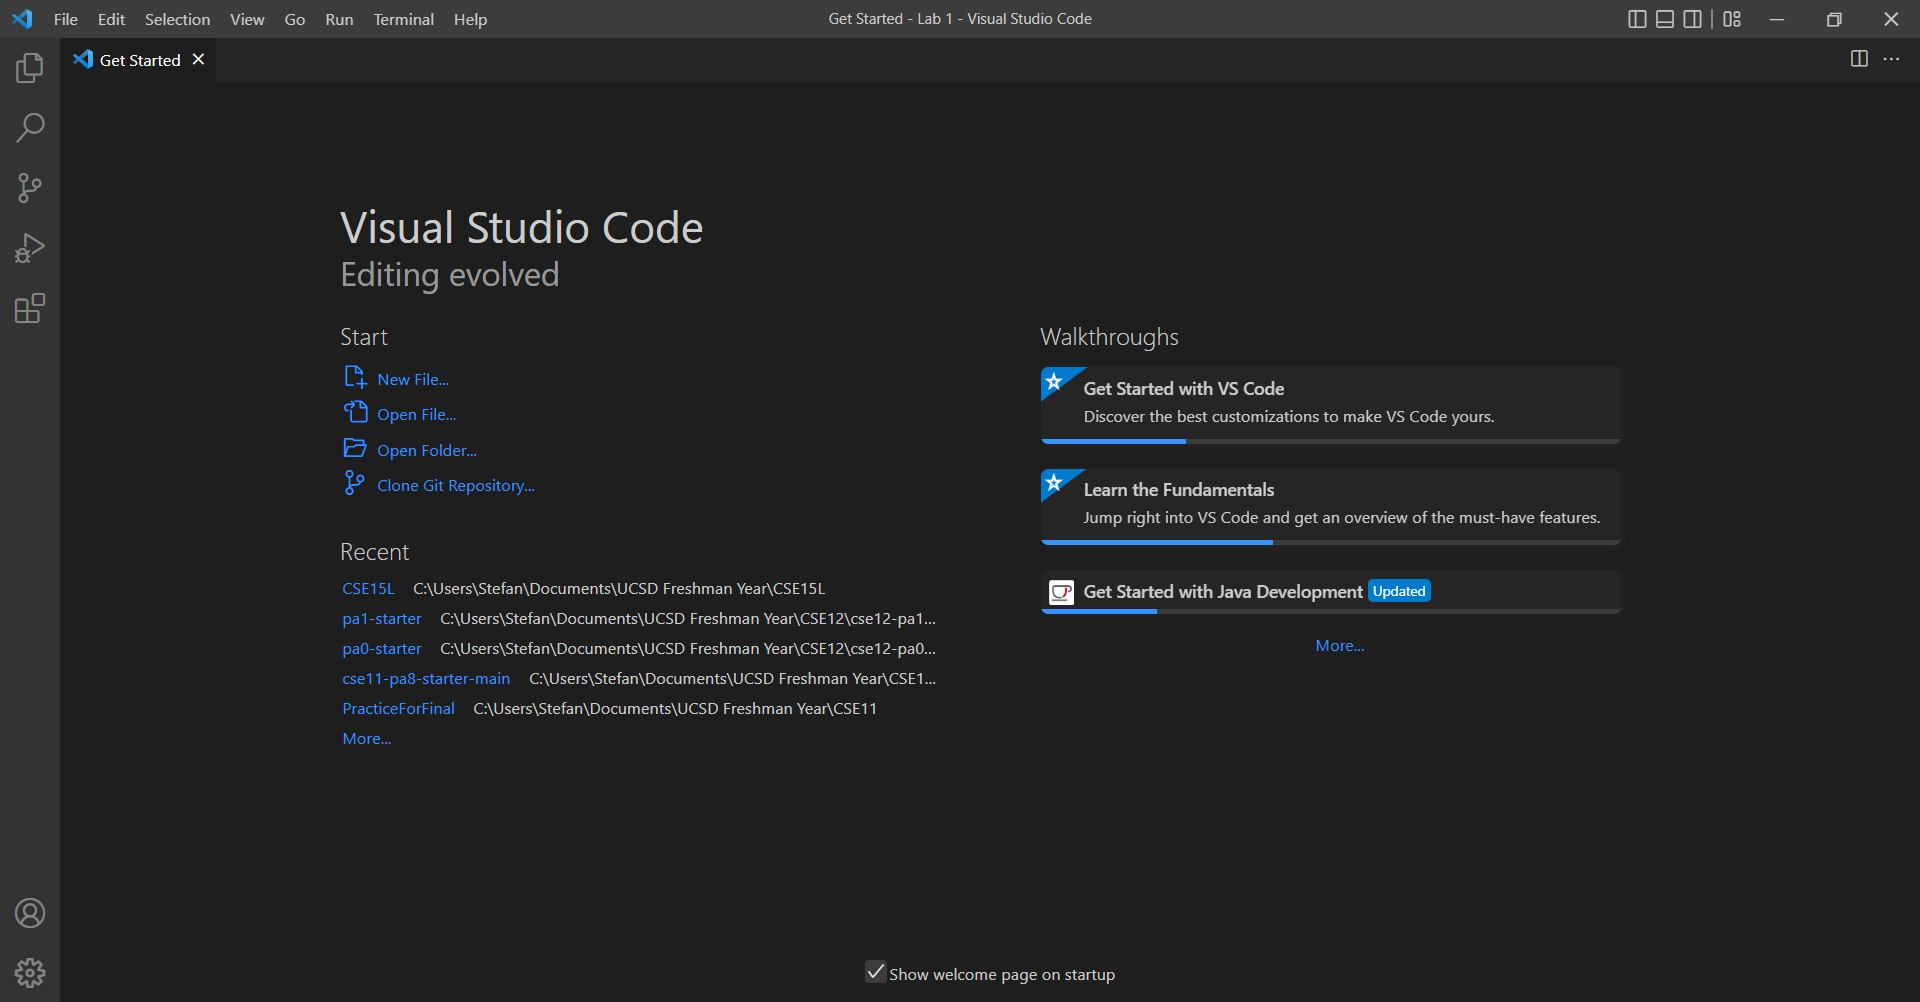 File Edit Selection View Go Run Terminal Help
Get Started - Lab 1 - Visual Studio Code
Get Started
Visual Studio Code
Editing evolved
Start
New File...
Open File...
Open Folder...
Clone Git Repository...
Recent
CSE15L C:\Users\Stefan\Documents\UCSD Freshman Year\CSE15L
pa1-starter C:\Users\Stefan\Documents\UCSD Freshman Year\CSE12\cse12-pa1...
pa0-starter C:\Users\Stefan\Documents\UCSD Freshman Year\CSE12\cse12-pa0...
cse11-pa8-starter-main C:\Users\Stefan\Documents\UCSD Freshman Year\CSE1...
PracticeForFinal C:\Users\Stefan\Documents\UCSD Freshman Year\CSE11
More...
Walkthroughs
Get Started with VS Code
Discover the best customizations to make VS Code yours.
Learn the Fundamentals
Jump right into VS Code and get an overview of the must-have features.
Get Started with Java Development Updated
More...
Show welcome page on startup